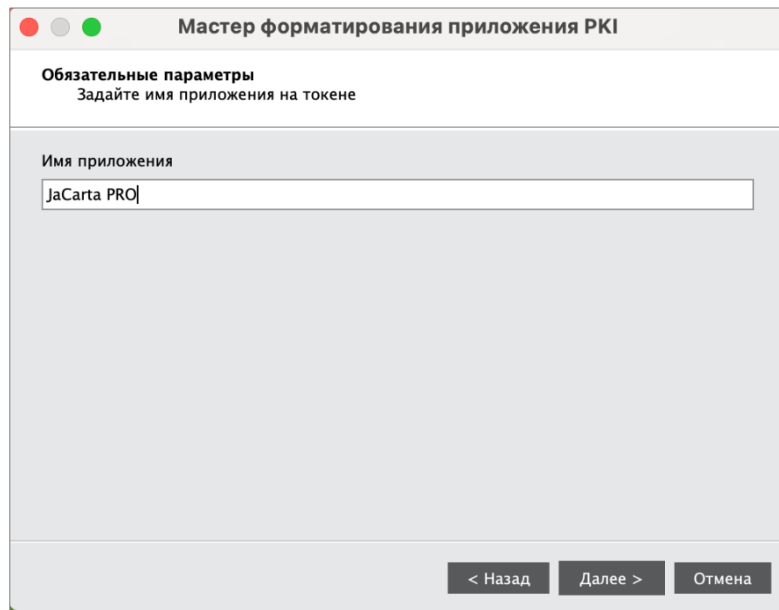 Мастер форматирования приложения PKI
Обязательные параметры
Задайте имя приложения на токене
Имя приложения
JaCarta PRO
< Назад
Далее >
Отмена